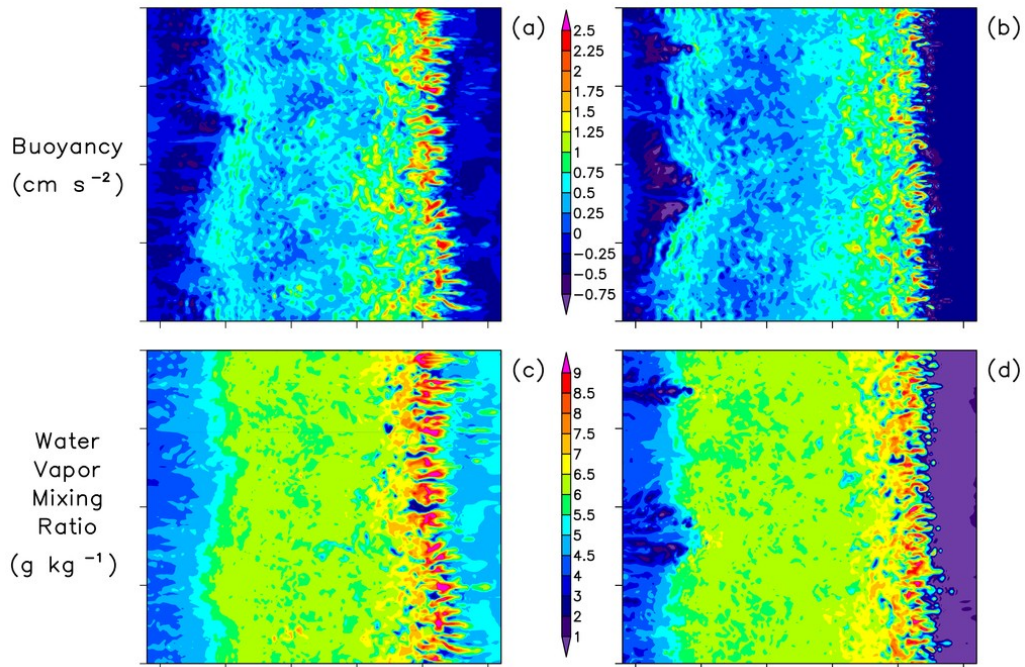 (a)
(b)
Buoyancy
(cm s⁻²)
2.5
2.25
2
1.75
1.5
1.25
1
0.75
0.5
0.25
0
−0.25
−0.5
−0.75
(c)
(d)
Water
Vapor
Mixing
Ratio
(g kg⁻¹)
9
8.5
8
7.5
7
6.5
6
5.5
5
4.5
4
3
2
1